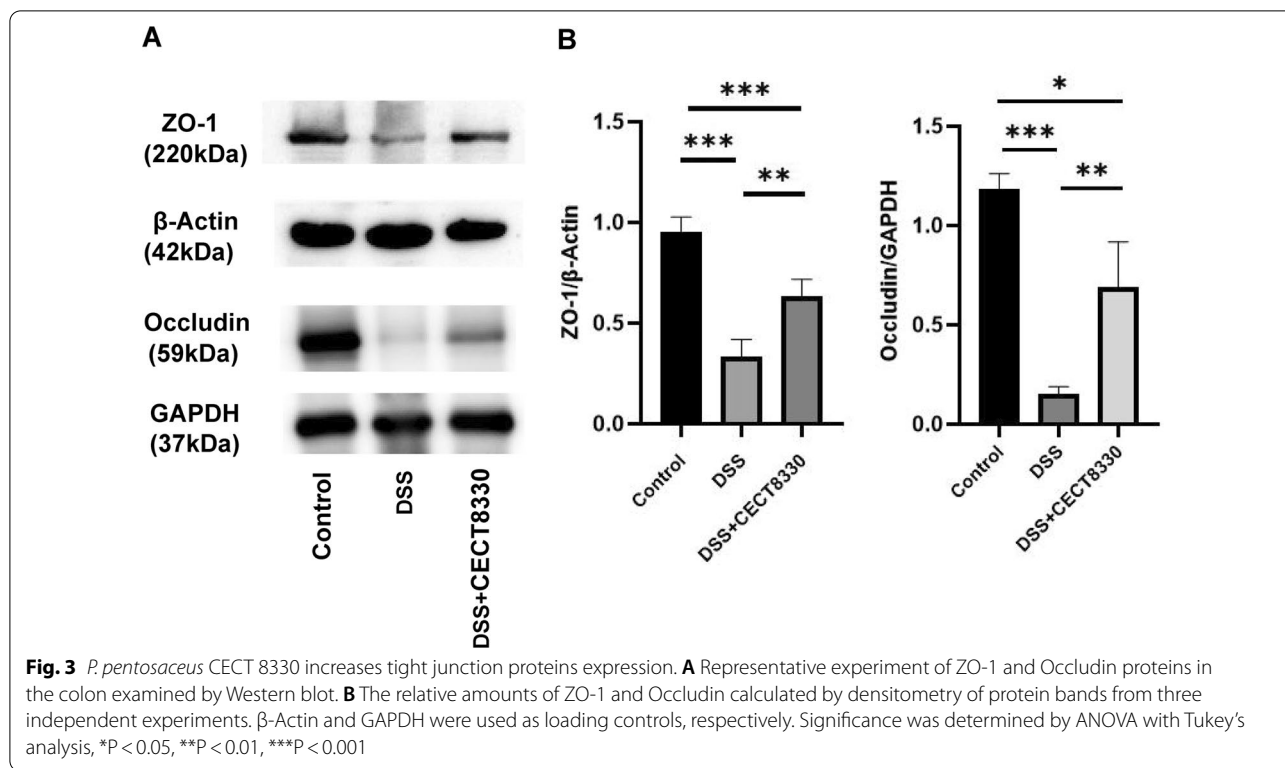 A
ZO-1
(220kDa)
β-Actin
(42kDa)
Occludin
(59kDa)
GAPDH
(37kDa)
Control
DSS
DSS+CECT8330
B
ZO-1/β-Actin
1.5
1.0
0.5
0.0
***
***
**
Control
DSS
DSS+CECT8330
Occludin/GAPDH
1.5
1.0
0.5
0.0
*
***
**
Control
DSS
DSS+CECT8330
Fig. 3 P. pentosaceus CECT 8330 increases tight junction proteins expression. A Representative experiment of ZO-1 and Occludin proteins in
the colon examined by Western blot. B The relative amounts of ZO-1 and Occludin calculated by densitometry of protein bands from three
independent experiments. β-Actin and GAPDH were used as loading controls, respectively. Significance was determined by ANOVA with Tukey's
analysis, *P < 0.05, **P < 0.01, ***P < 0.001